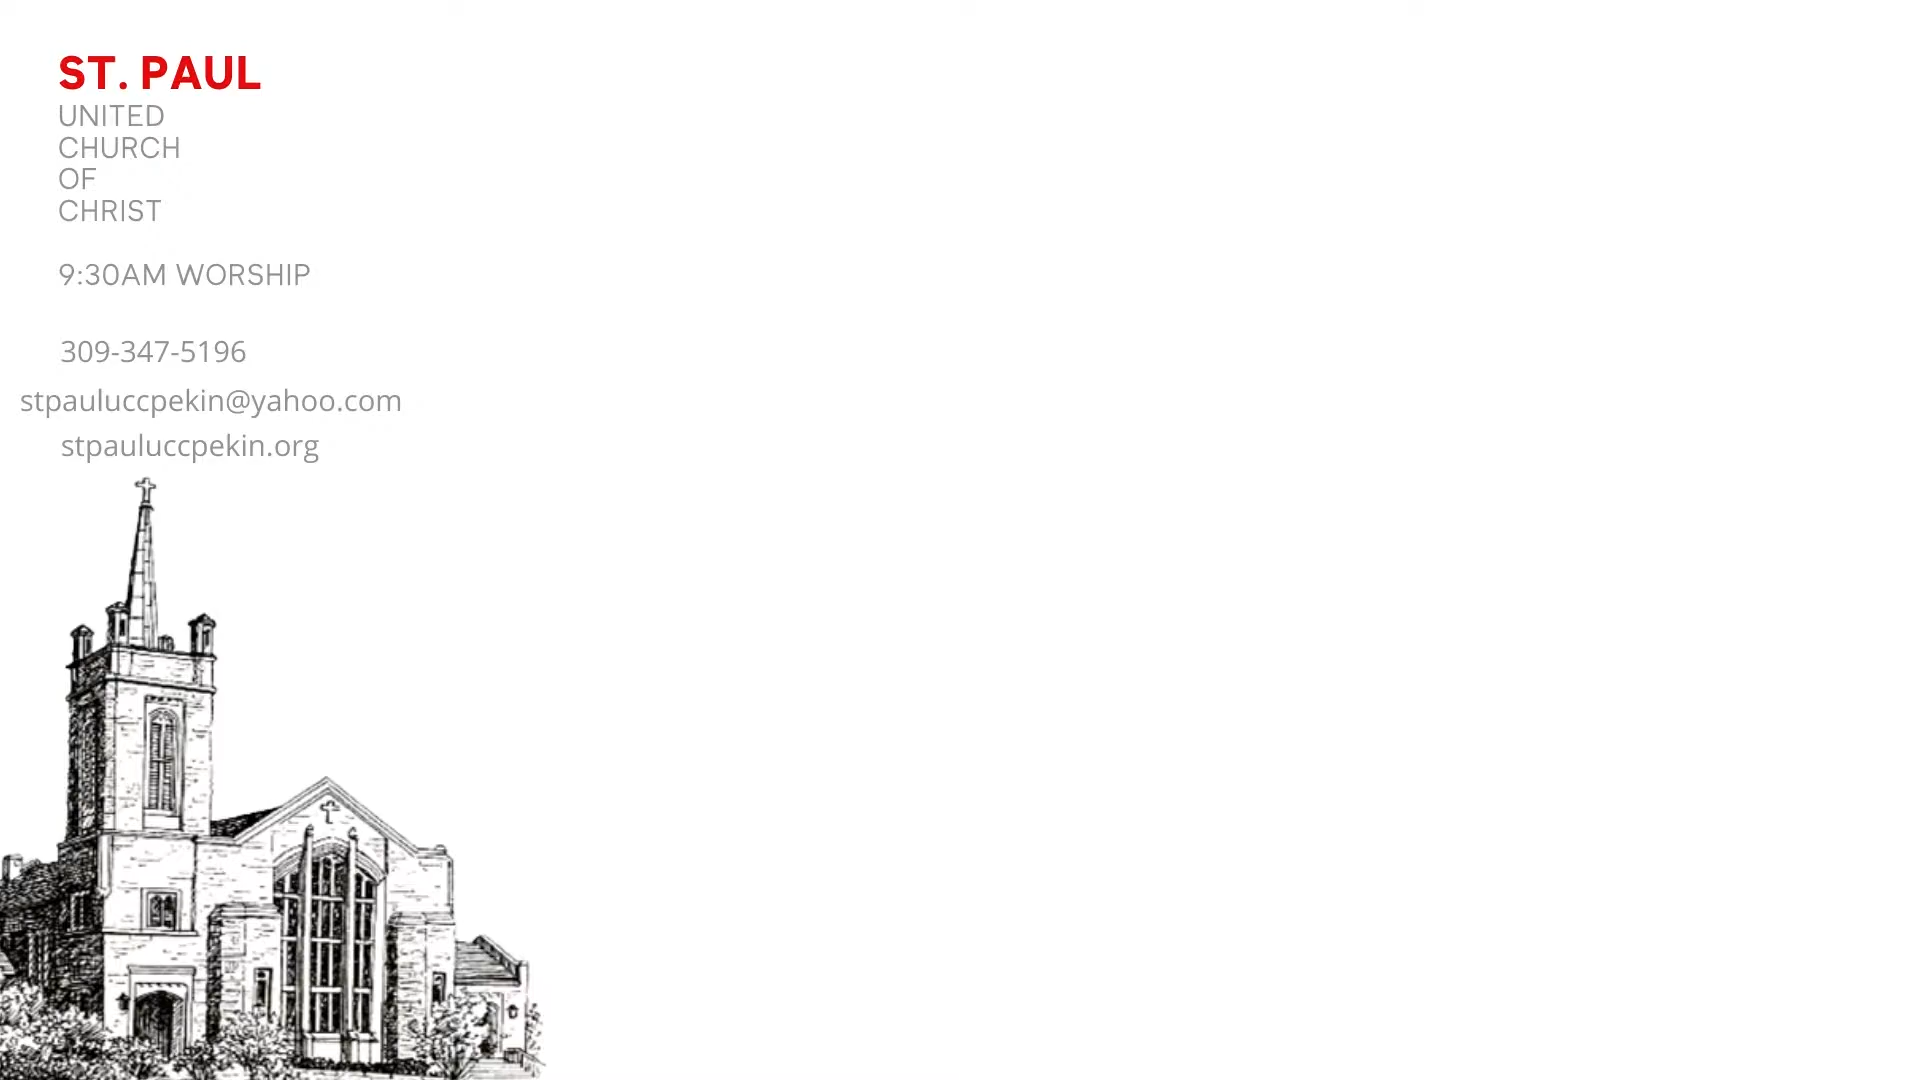 ST. PAUL
UNITED
CHURCH
OF
CHRIST
9:30AM WORSHIP
309-347-5196
stpauluccpekin@yahoo.com
stpauluccpekin.org